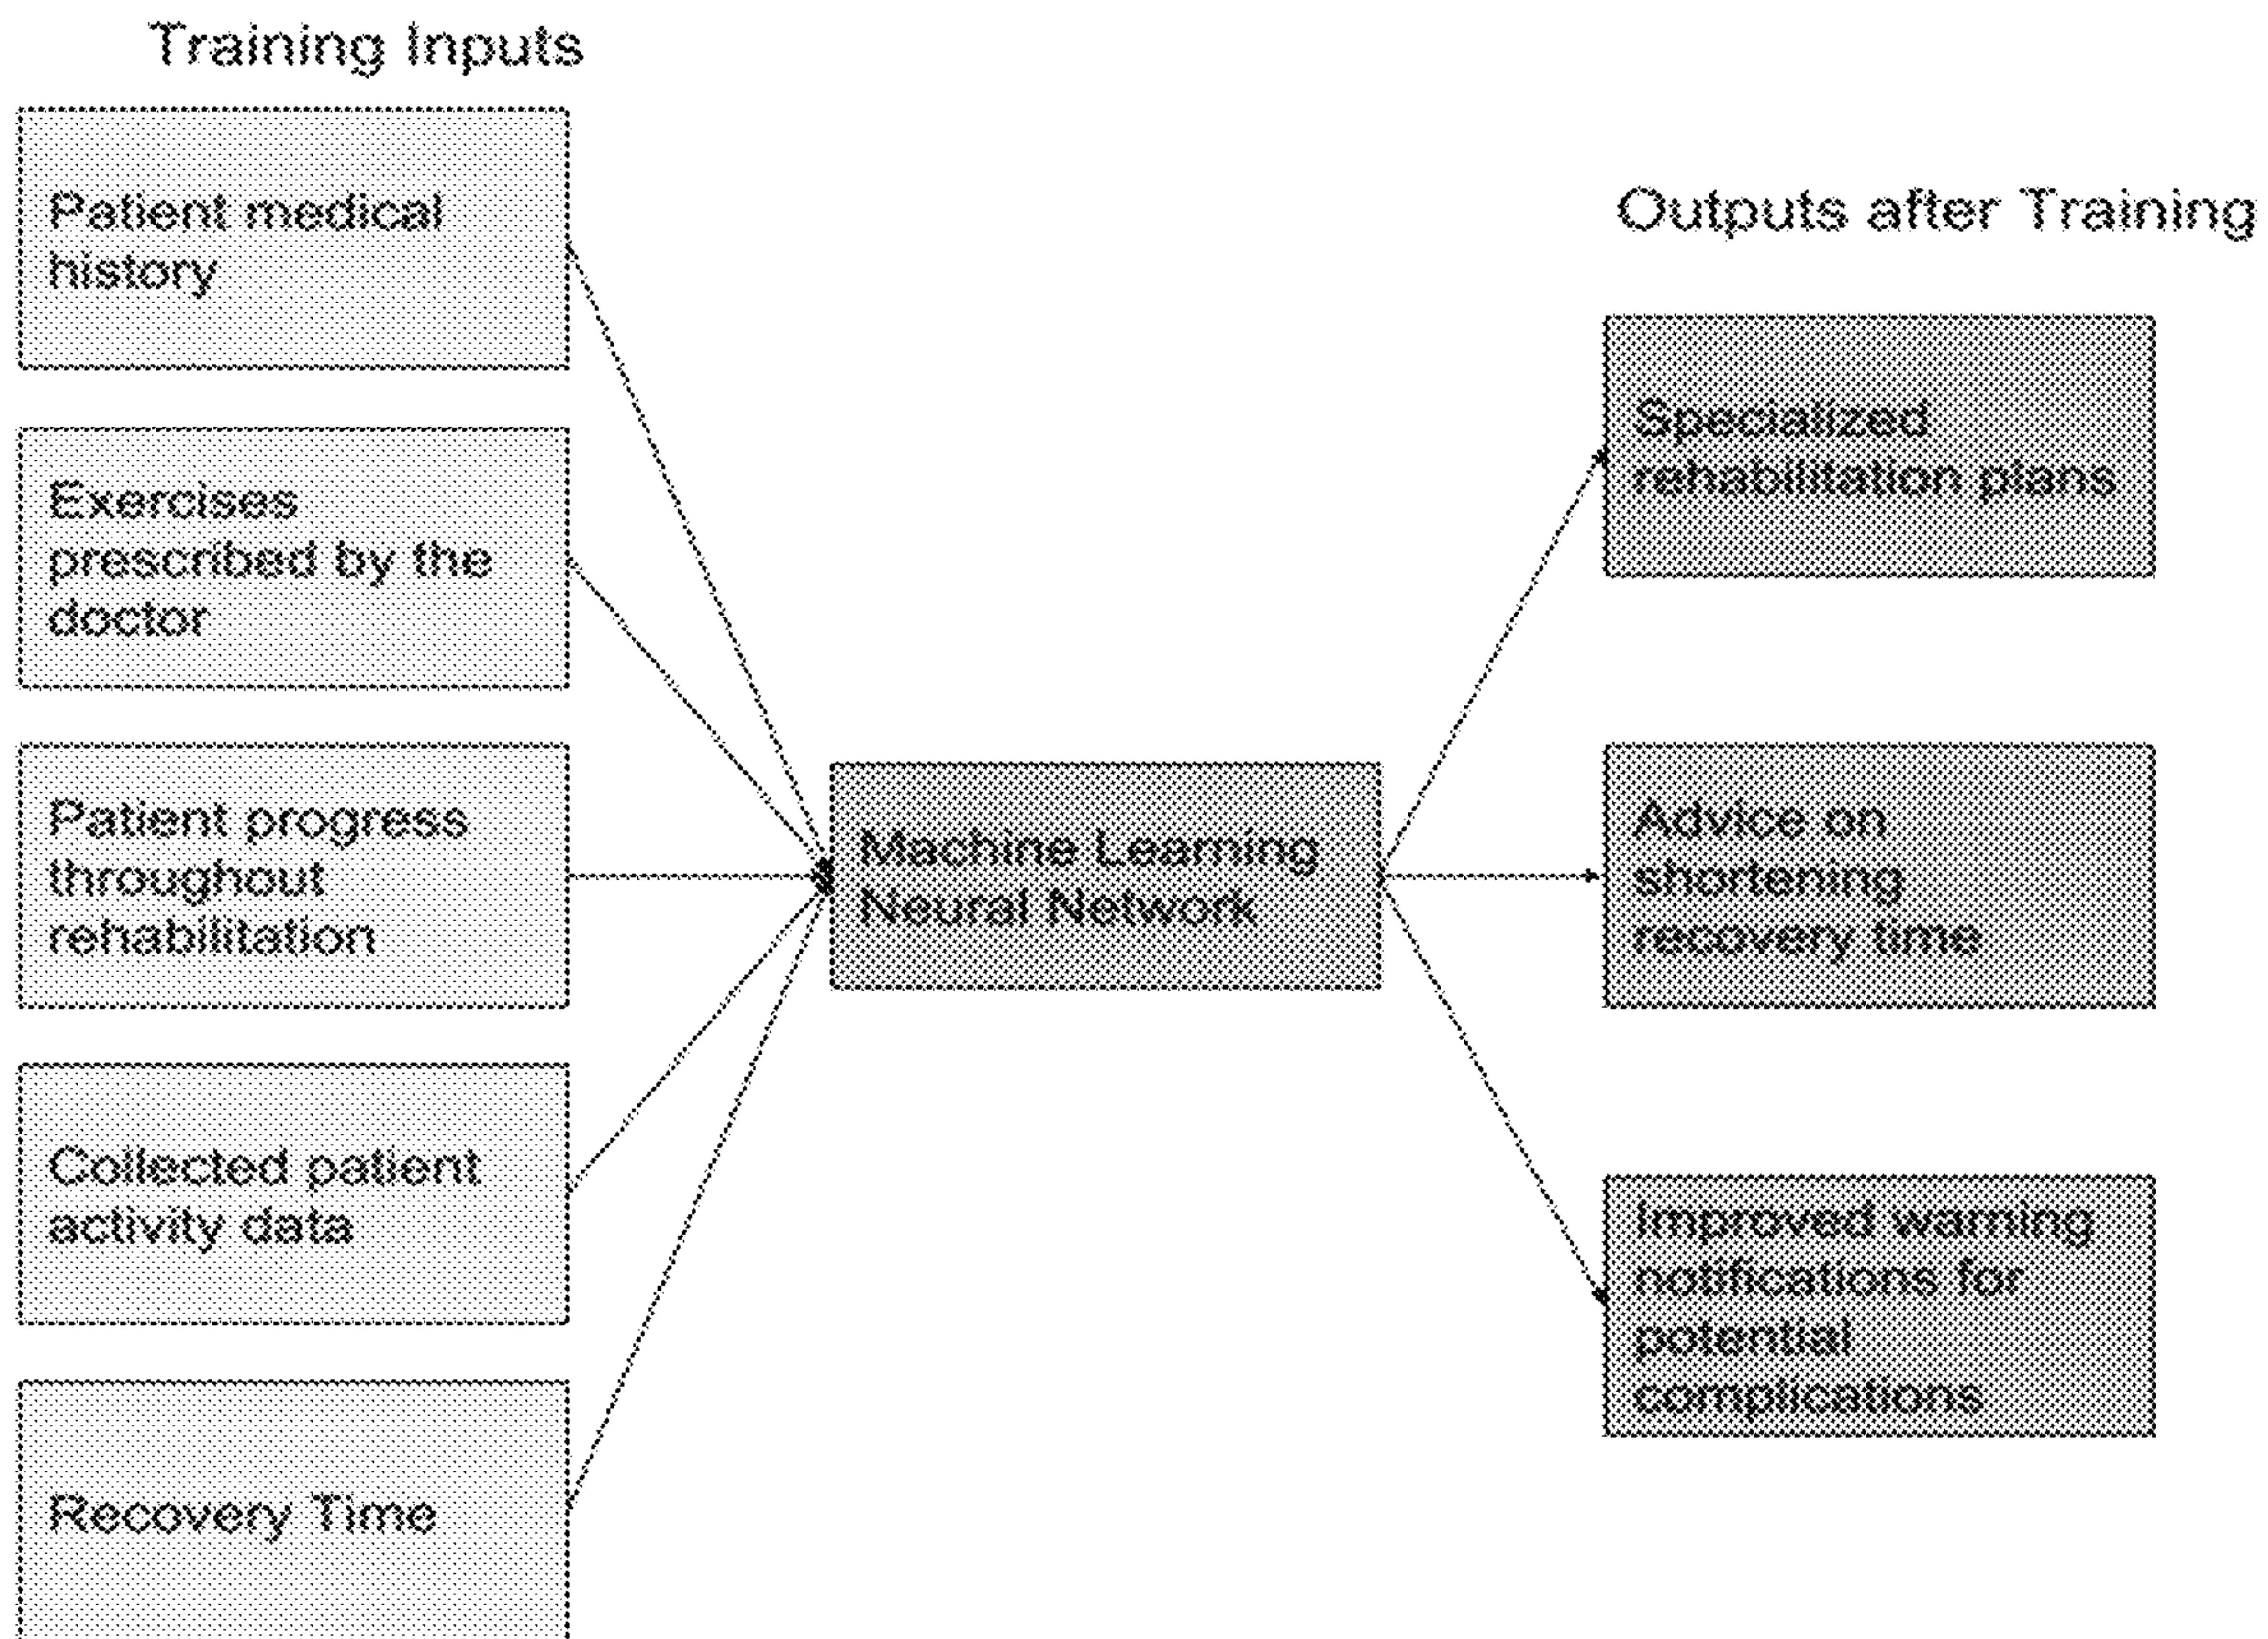 Training Inputs
Patient medical
history
Exercises
prescribed by the
doctor
Patient progress
throughout
rehabilitation
Collected patient
activity data
Recovery Time
Machine Learning
Neural Network
Outputs after Training
Specialized
rehabilitation plans
Advice on
shortening
recovery time
Improved warning
notifications for
potential
complications